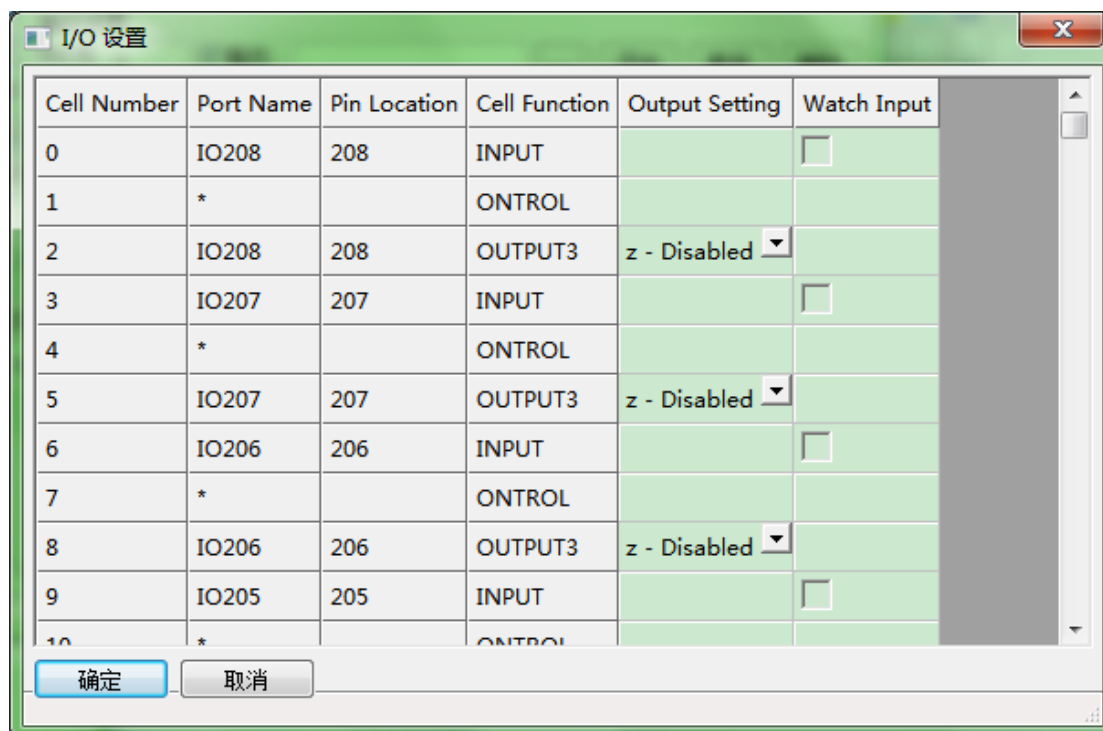 I/O 设置
Cell Number Port Name Pin Location Cell Function Output Setting Watch Input
0 IO208 208 INPUT
1 * ONTROL
2 IO208 208 OUTPUT3 z - Disabled
3 IO207 207 INPUT
4 * ONTROL
5 IO207 207 OUTPUT3 z - Disabled
6 IO206 206 INPUT
7 * ONTROL
8 IO206 206 OUTPUT3 z - Disabled
9 IO205 205 INPUT
10 * ONTROL
确定 取消